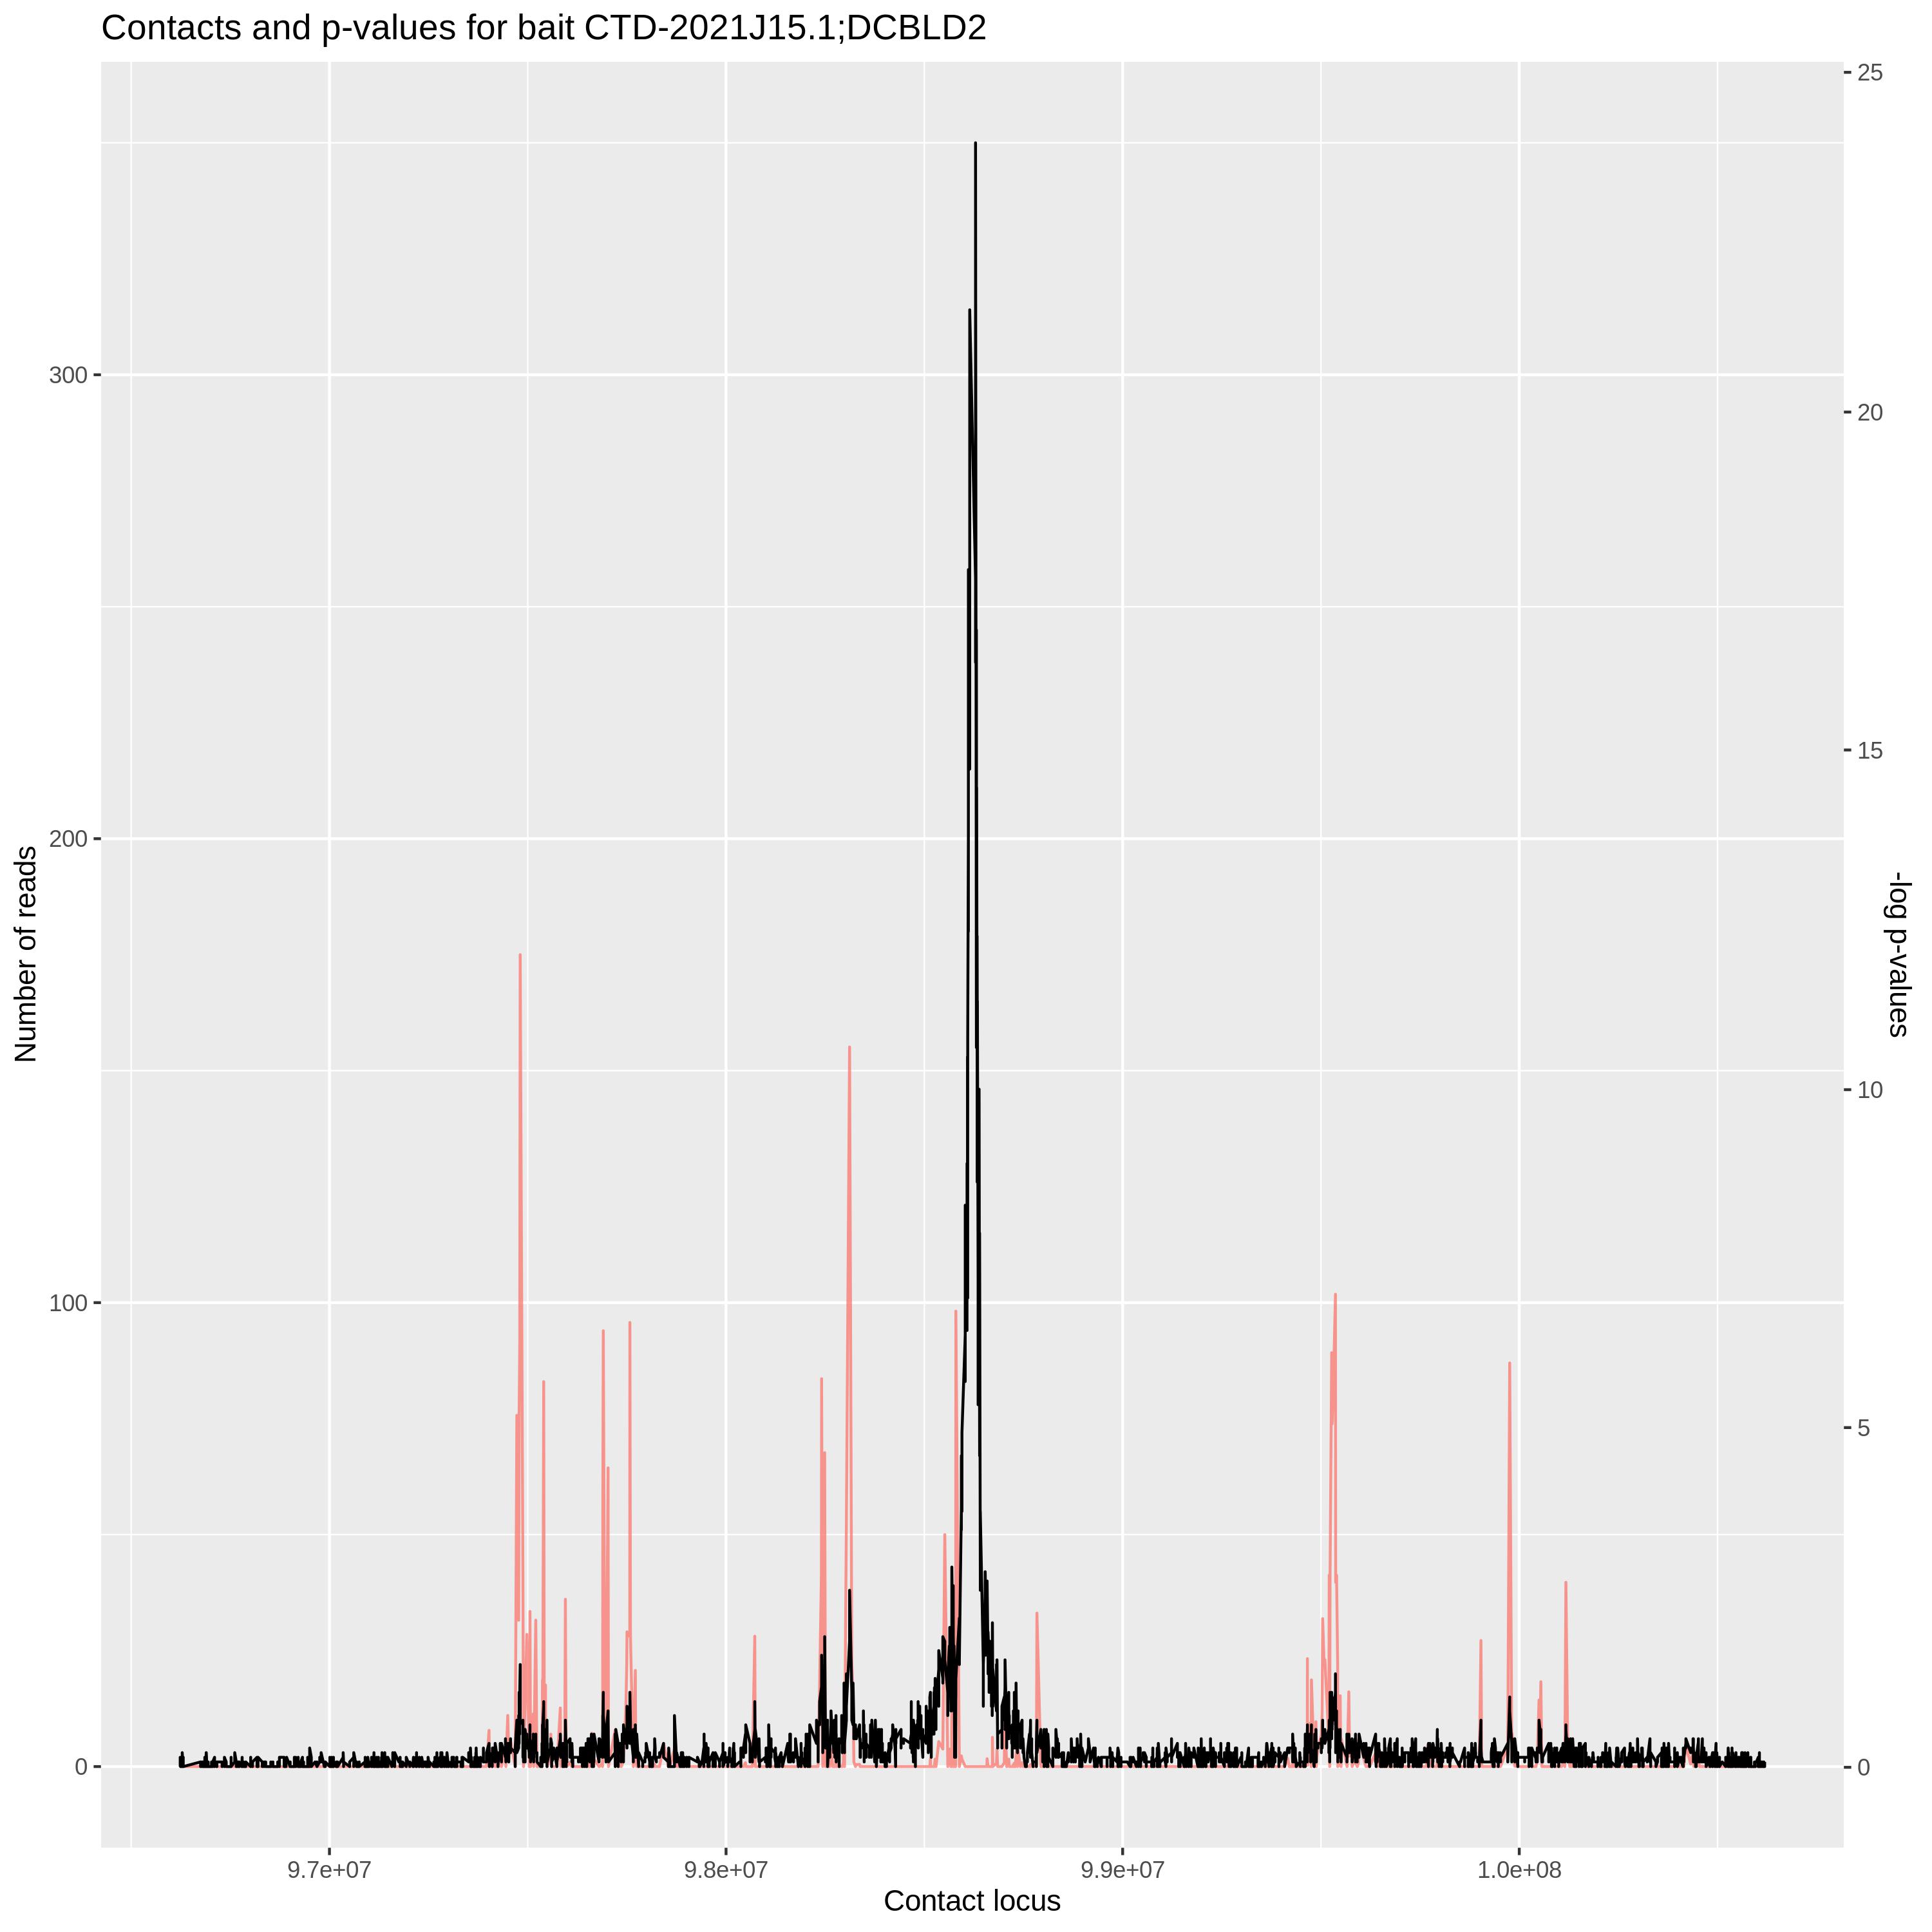 Contacts and p-values for bait CTD-2021J15.1;DCBLD2
25
300
20
200
15
Number of reads
-log p-values
10
100
5
0
0
9.7e+07
9.8e+07
9.9e+07
1.0e+08
Contact locus